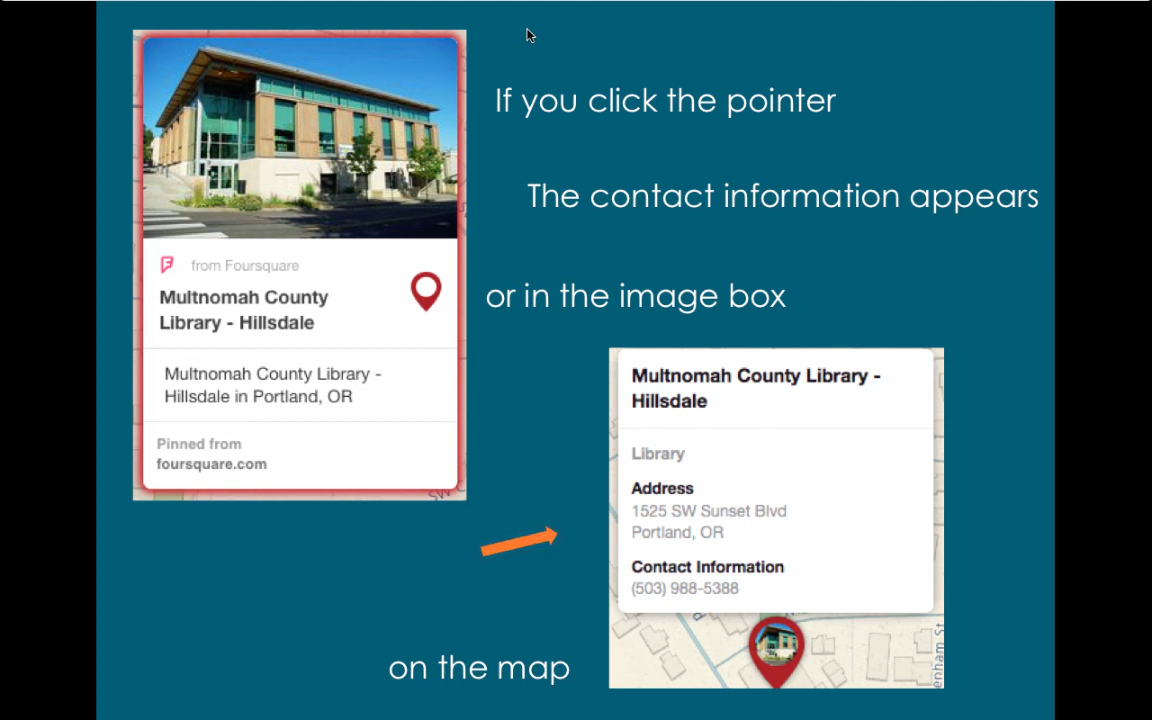 If you click the pointer
The contact information appears
from Foursquare
Multnomah County
Library - Hillsdale
or in the image box
Multnomah County Library -
Hillsdale in Portland, OR
Pinned from
foursquare.com
Multnomah County Library -
Hillsdale
Library
Address
1525 SW Sunset Blvd
Portland, OR
Contact Information
(503) 988-5388
on the map